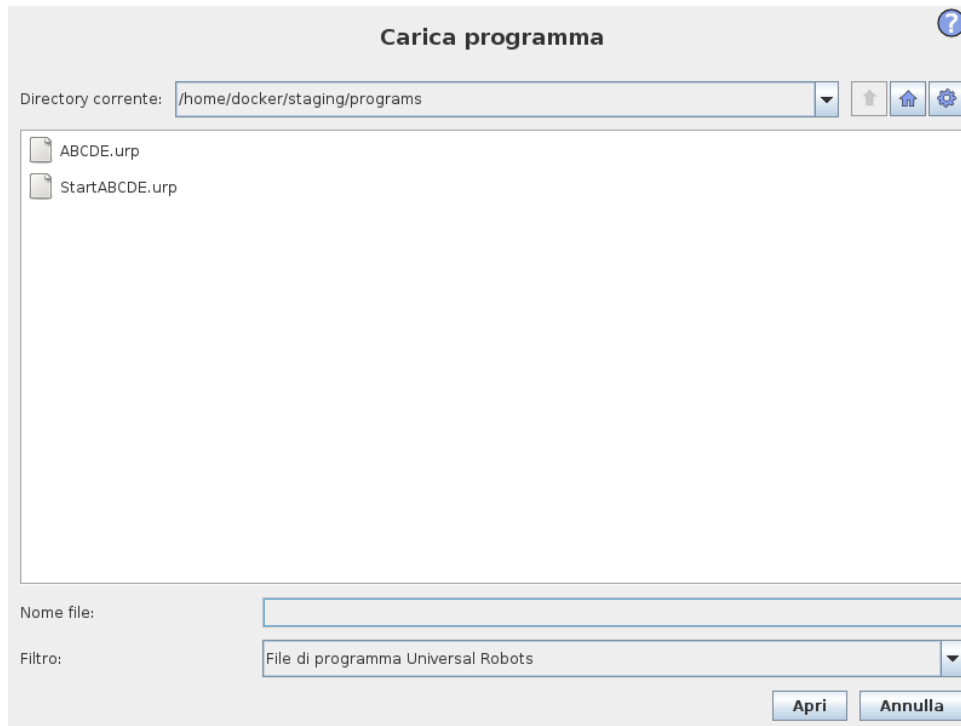 Carica programma
?
Directory corrente: /home/docker/staging/programs
ABCDE.urp
StartABCDE.urp
Nome file:
Filtro: File di programma Universal Robots
Apri Annulla